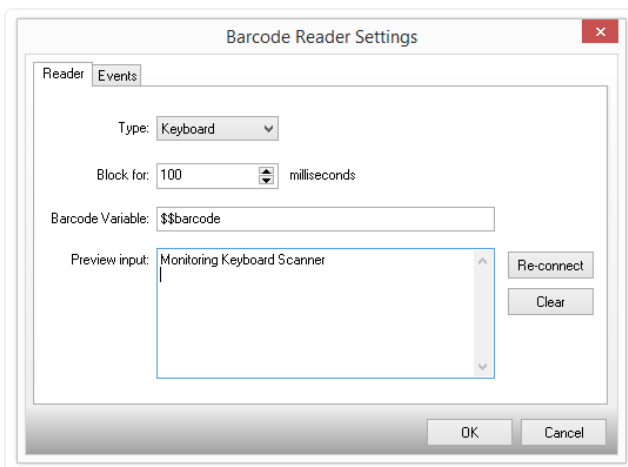 Barcode Reader Settings
Reader Events
Type: Keyboard
Block for: 100 milliseconds
Barcode Variable: $$barcode
Preview input: Monitoring Keyboard Scanner
Re-connect
Clear
OK Cancel